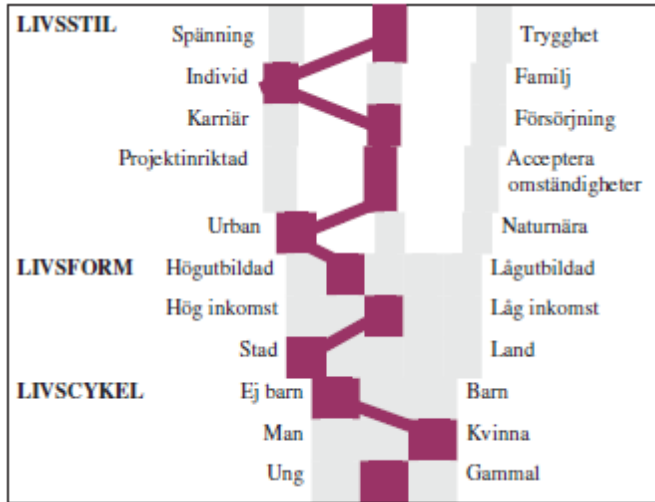 LIVSSTIL
Spänning Trygghet
Individ Familj
Karriär Försörjning
Projektinriktad Acceptera
omständigheter
Urban Naturnära
LIVSFORM Högutbildad Lågutbildad
Hög inkomst Låg inkomst
Stad Land
LIVSCYKEL Ej barn Barn
Man Kvinna
Ung Gammal